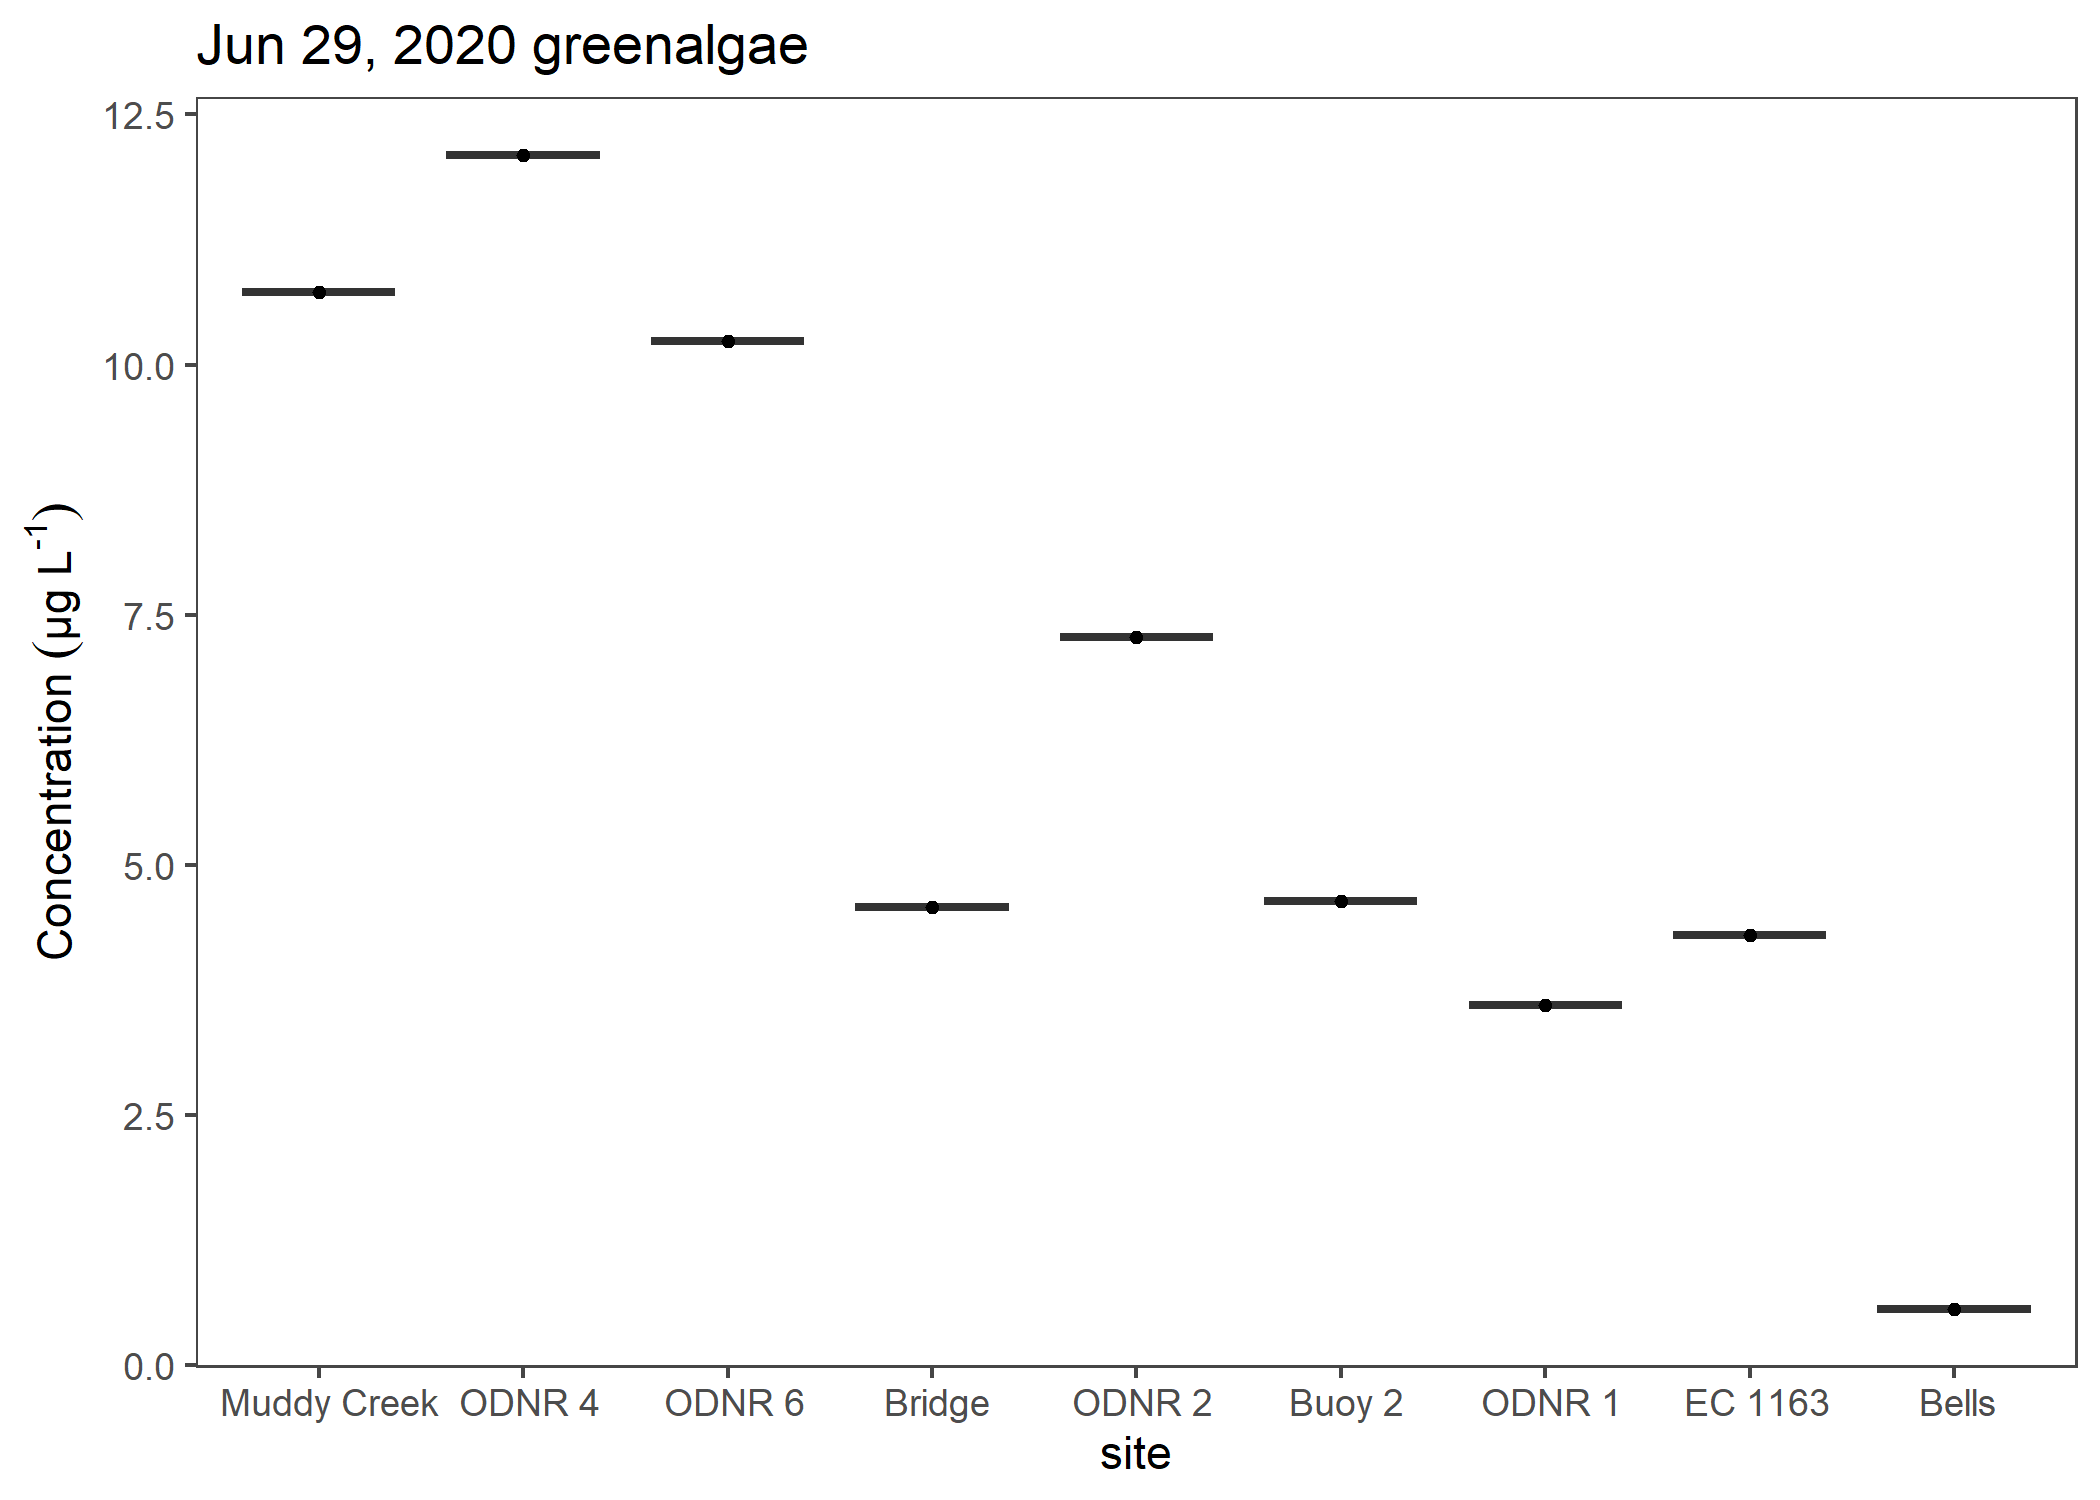 Jun 29, 2020 greenalgae
Concentration (µg L⁻¹)
12.5
10.0
7.5
5.0
2.5
0.0
Muddy Creek ODNR 4 ODNR 6 Bridge ODNR 2 Buoy 2 ODNR 1 EC 1163 Bells
site